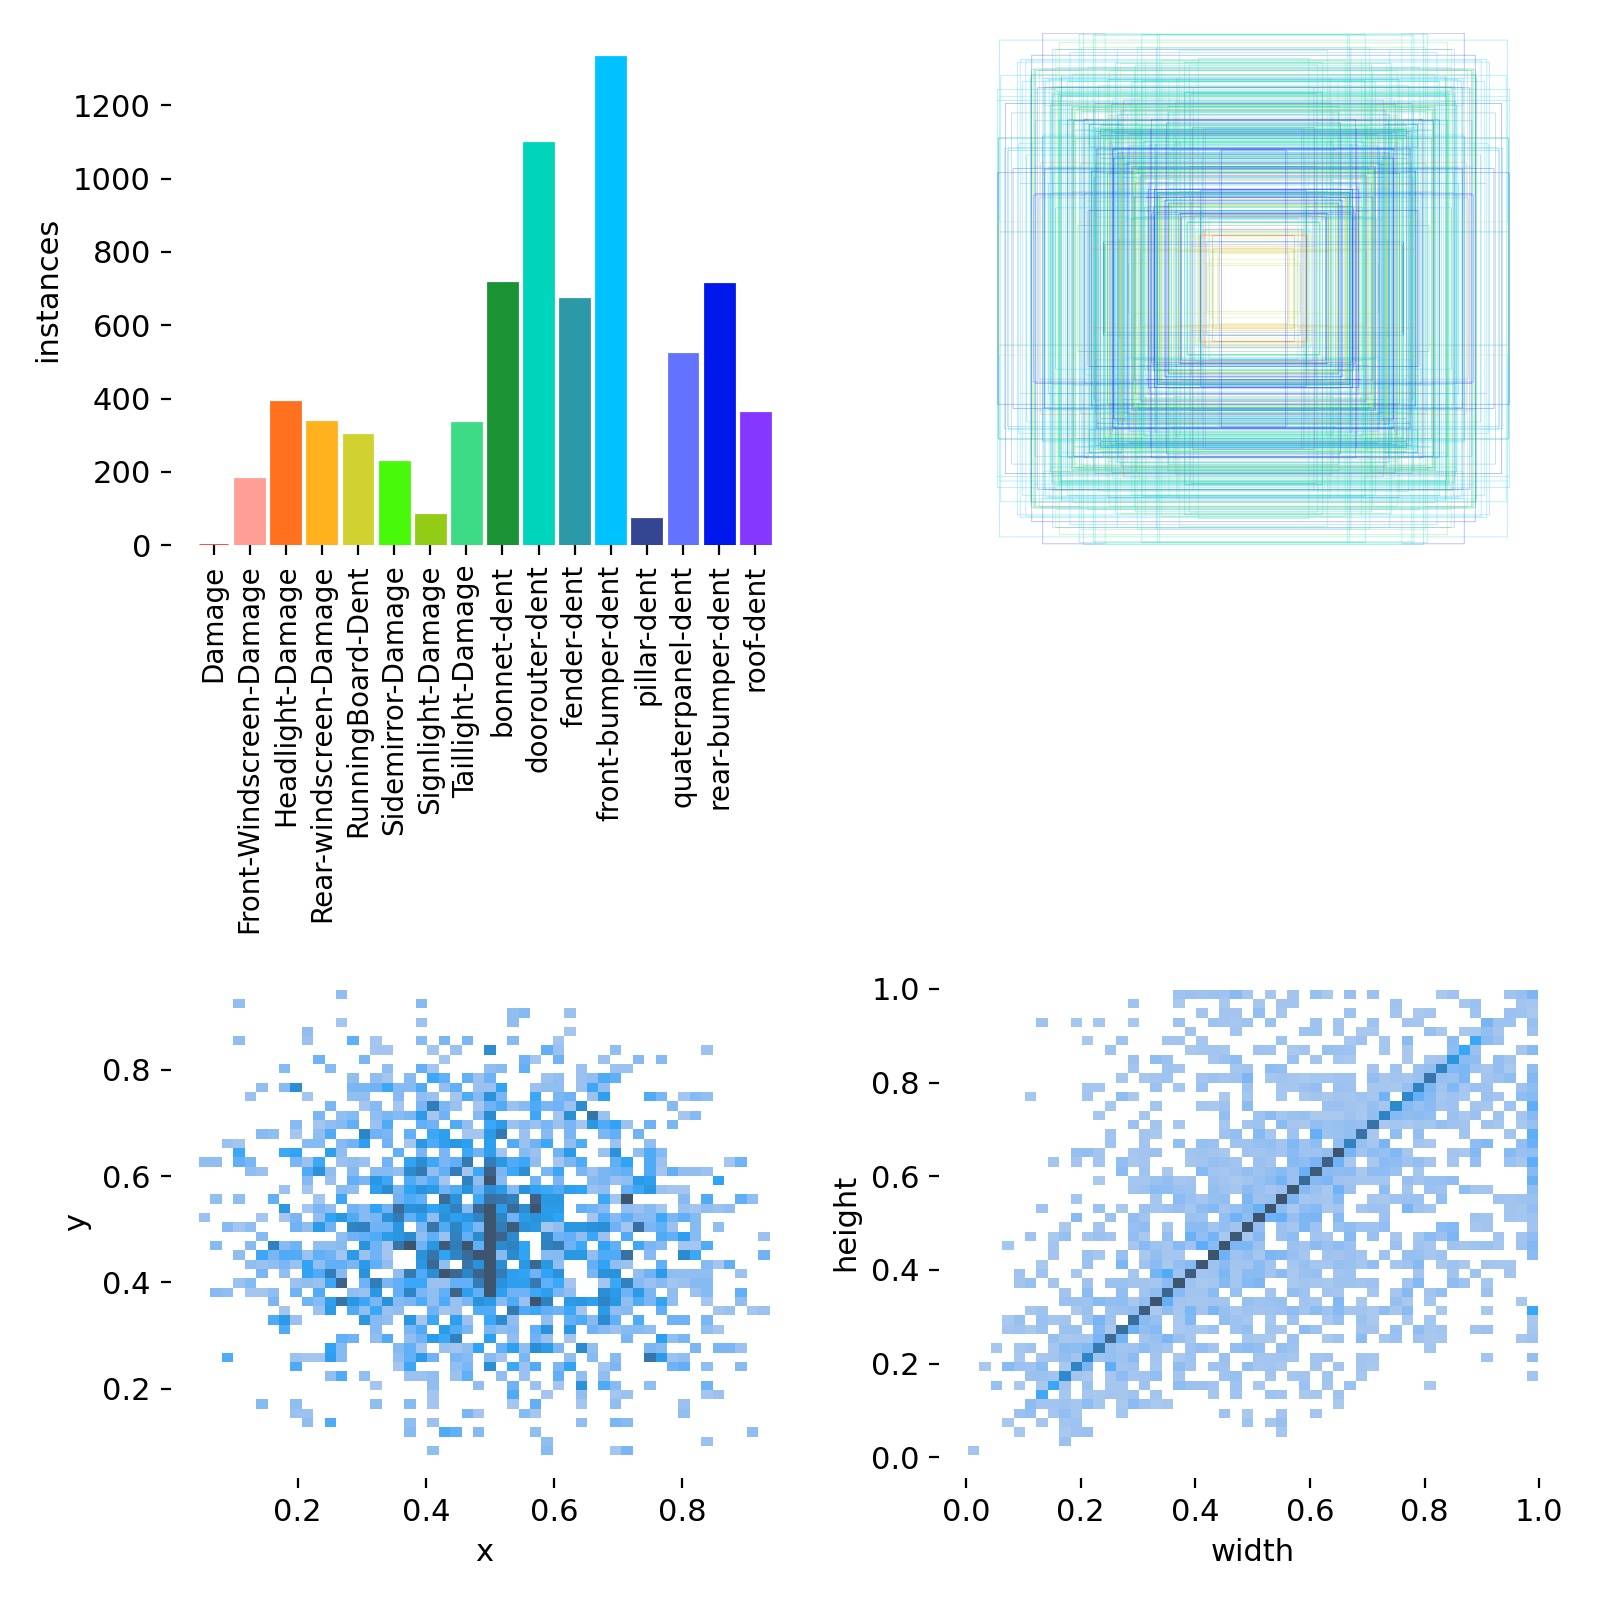 instances
1200
1000
800
600
400
200
0
Damage
Front-Windscreen-Damage
Headlight-Damage
Rear-windscreen-Damage
RunningBoard-Dent
Sidemirror-Damage
Signlight-Damage
Taillight-Damage
bonnet-dent
doorouter-dent
fender-dent
front-bumper-dent
pillar-dent
quaterpanel-dent
rear-bumper-dent
roof-dent
y
0.8
0.6
0.4
0.2
0.2 0.4 0.6 0.8
x
height
1.0
0.8
0.6
0.4
0.2
0.0
0.0 0.2 0.4 0.6 0.8 1.0
width